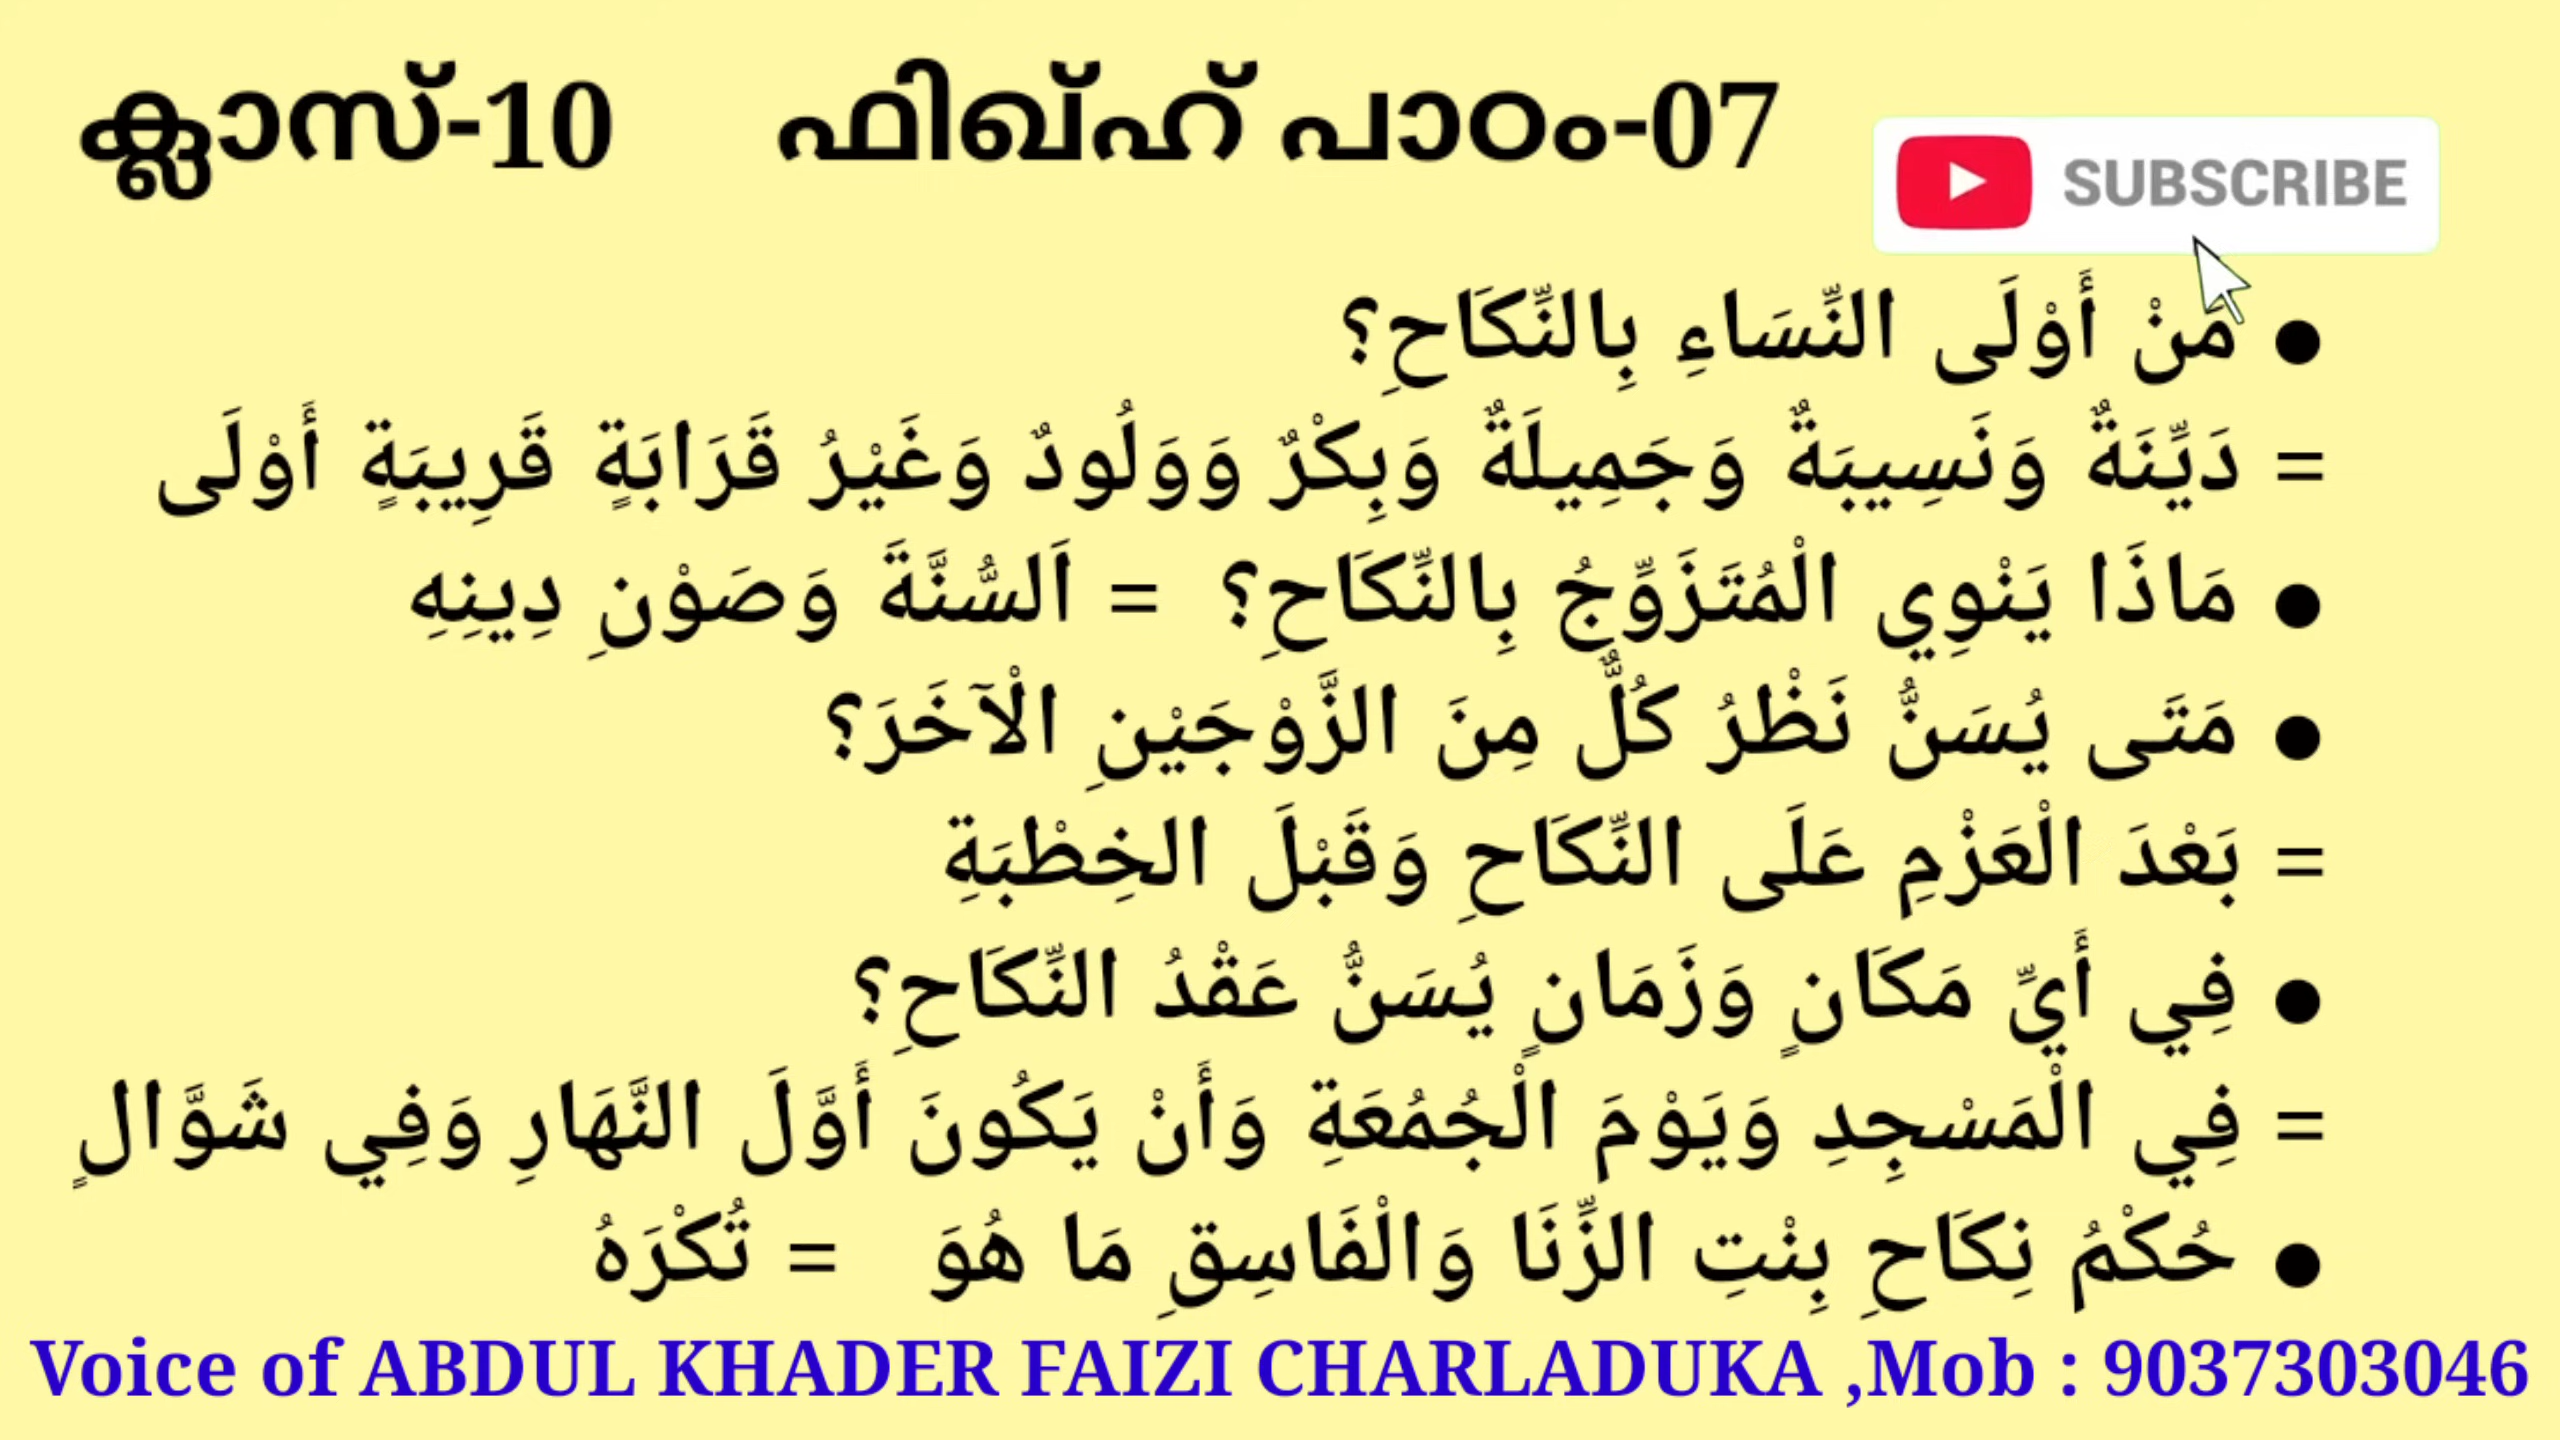 ക്ലാസ്-10 ഫിഖ്ഹ് പാഠം-07
SUBSCRIBE
● مَنْ أَوْلَى النِّسَاءِ بِالنِّكَاحِ؟
= دَيِّنَةٌ وَنَسِيبَةٌ وَجَمِيلَةٌ وَبِكْرٌ وَوَلُودٌ وَغَيْرُ قَرَابَةٍ قَرِيبَةٍ أَوْلَى
● مَاذَا يَنْوِي الْمُتَزَوِّجُ بِالنِّكَاحِ؟ = اَلسُّنَّةَ وَصَوْنِ دِينِهِ
● مَتَى يُسَنُّ نَظْرُ كُلٌّ مِنَ الزَّوْجَيْنِ الْآخَرَ؟
= بَعْدَ الْعَزْمِ عَلَى النِّكَاحِ وَقَبْلَ الخِطْبَةِ
● فِي أَيِّ مَكَانٍ وَزَمَانٍ يُسَنُّ عَقْدُ النِّكَاحِ؟
= فِي الْمَسْجِدِ وَيَوْمَ الْجُمُعَةِ وَأَنْ يَكُونَ أَوَّلَ النَّهَارِ وَفِي شَوَّالٍ
● حُكْمُ نِكَاحِ بِنْتِ الزِّنَا وَالْفَاسِقِ مَا هُوَ = تُكْرَهُ
Voice of ABDUL KHADER FAIZI CHARLADUKA ,Mob : 9037303046